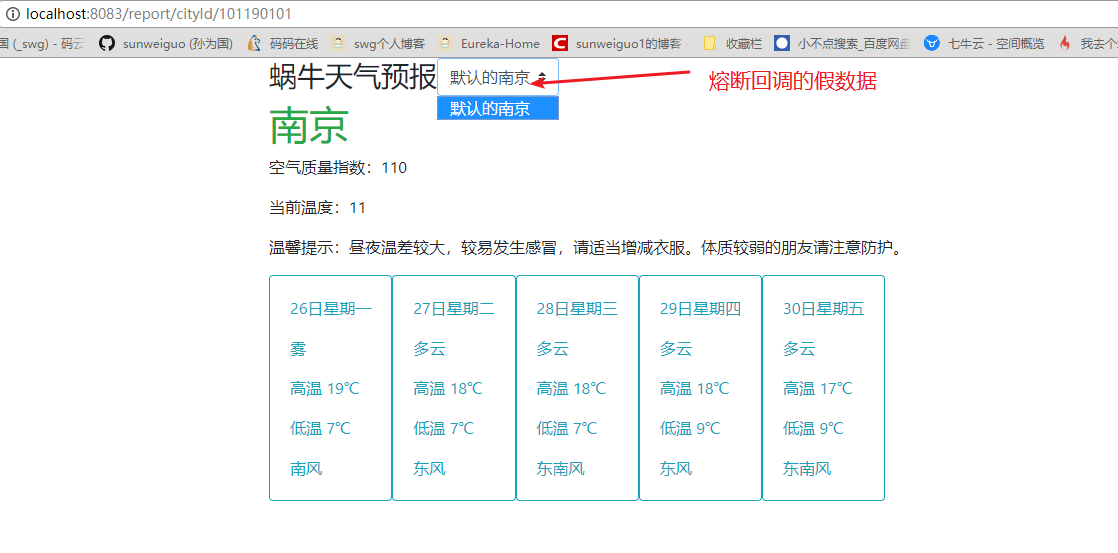 localhost:8083/report/cityId/101190101
国 (_swg) - 码云 sunweiguo (孙为国) 码码在线 swg个人博客 Eureka-Home sunweiguo1的博客 收藏栏 小不点搜索_百度网盘 七牛云 - 空间概览 我去个
蜗牛天气预报 默认的南京 熔断回调的假数据
默认的南京
南京
空气质量指数：110
当前温度：11
温馨提示：昼夜温差较大，较易发生感冒，请适当增减衣服。体质较弱的朋友请注意防护。
26日星期一 27日星期二 28日星期三 29日星期四 30日星期五
雾 多云 多云 多云 多云
高温 19℃ 高温 18℃ 高温 18℃ 高温 18℃ 高温 17℃
低温 7℃ 低温 7℃ 低温 7℃ 低温 9℃ 低温 9℃
南风 东风 东南风 东风 东南风